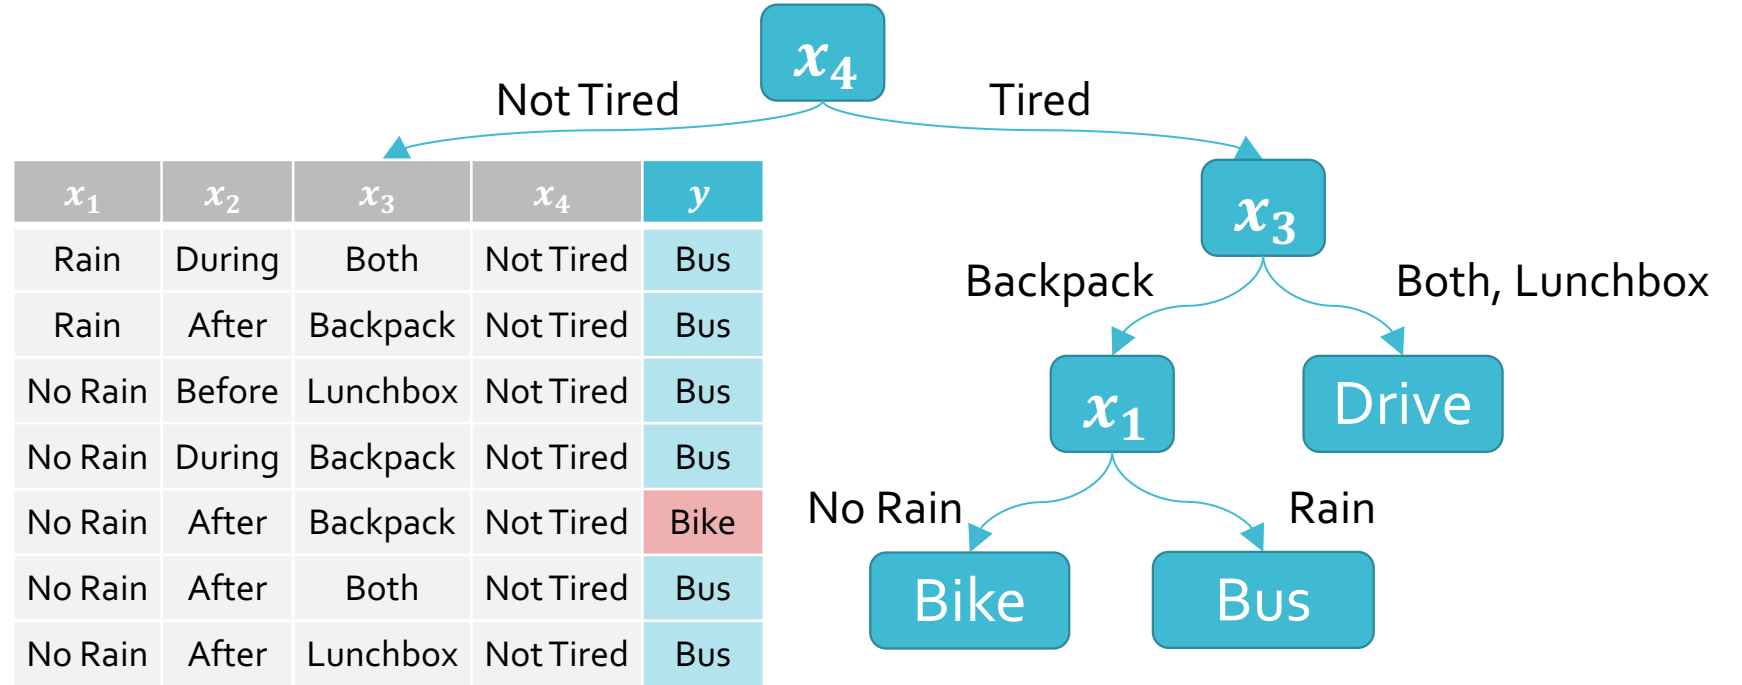 x₄
Not Tired Tired
x₁ x₂ x₃ x₄ y
Rain During Both Not Tired Bus
Rain After Backpack Not Tired Bus
No Rain Before Lunchbox Not Tired Bus
No Rain During Backpack Not Tired Bus
No Rain After Backpack Not Tired Bike
No Rain After Both Not Tired Bus
No Rain After Lunchbox Not Tired Bus
x₃
Backpack Both, Lunchbox
x₁ Drive
No Rain Rain
Bike Bus